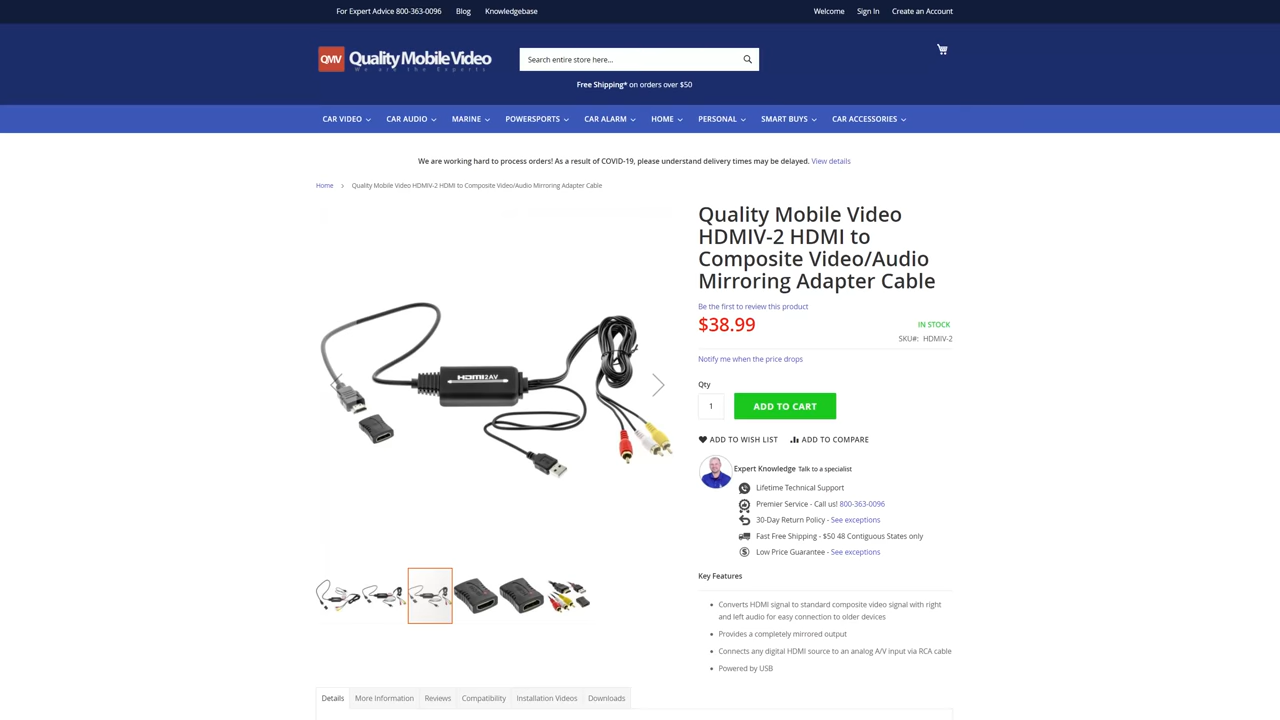 For Expert Advice 800-363-0096 Blog Knowledgebase Welcome Sign In Create an Account
QMV Quality Mobile Video
We are the Experts
Search entire store here...
Free Shipping* on orders over $50
CAR VIDEO CAR AUDIO MARINE POWERSPORTS CAR ALARM HOME PERSONAL SMART BUYS CAR ACCESSORIES
We are working hard to process orders! As a result of COVID-19, please understand delivery times may be delayed. View details
Home Quality Mobile Video HDMIV-2 HDMI to Composite Video/Audio Mirroring Adapter Cable
Quality Mobile Video
HDMIV-2 HDMI to
Composite Video/Audio
Mirroring Adapter Cable
Be the first to review this product
$38.99
IN STOCK
SKU#: HDMIV-2
Notify me when the price drops
Qty
1 ADD TO CART
ADD TO WISH LIST ADD TO COMPARE
Expert Knowledge Talk to a specialist
Lifetime Technical Support
Premier Service - Call us! 800-363-0096
30-Day Return Policy - See exceptions
Fast Free Shipping - $50 48 Contiguous States only
Low Price Guarantee - See exceptions
Key Features
Converts HDMI signal to standard composite video signal with right
and left audio for easy connection to older devices
Provides a completely mirrored output
Connects any digital HDMI source to an analog A/V input via RCA cable
Powered by USB
HDMI2AV
Details More Information Reviews Compatibility Installation Videos Downloads